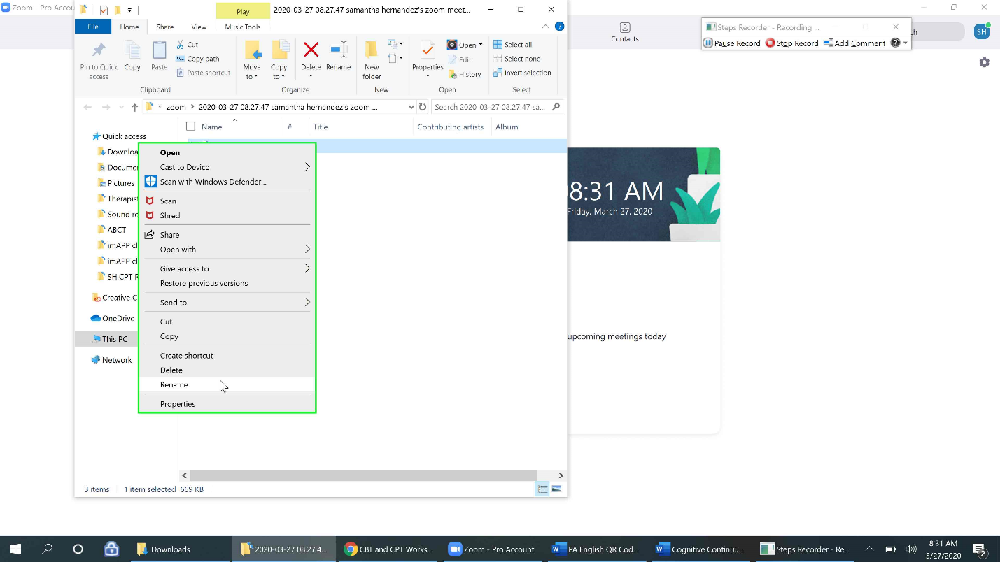 Zoom - Pro Accou
Play
2020-03-27 08.27.47 samantha hernandez's zoom meet...
File
Home
Share
View
Music Tools
Pin to Quick access
Copy
Paste
Cut
Copy path
Paste shortcut
Clipboard
Move to
Copy to
Delete
Rename
Organize
New folder
New
Properties
Open
Edit
History
Open
Select all
Select none
Invert selection
Select
Contacts
Steps Recorder - Recording ...
Pause Record
Stop Record
Add Comment
ch
SH
zoom > 2020-03-27 08.27.47 samantha hernandez's zoom ...
Search 2020-03-27 08.27.47 sa...
Name
#
Title
Contributing artists
Album
Quick access
Downloa
Documer
Pictures
Therapist
Sound re
ABCT
imAPP cl
imAPP cl
SH.CPT R
Creative C
OneDrive
This PC
Network
Open
Cast to Device
Scan with Windows Defender...
Scan
Shred
Share
Open with
Give access to
Restore previous versions
Send to
Cut
Copy
Create shortcut
Delete
Rename
Properties
8:31 AM
Friday, March 27, 2020
upcoming meetings today
3 items
1 item selected 669 KB
Downloads
2020-03-27 08.27.4...
CBT and CPT Works...
Zoom - Pro Account
PA English QR Cod...
Cognitive Continuu...
Steps Recorder - Re...
8:31 AM
3/27/2020
2